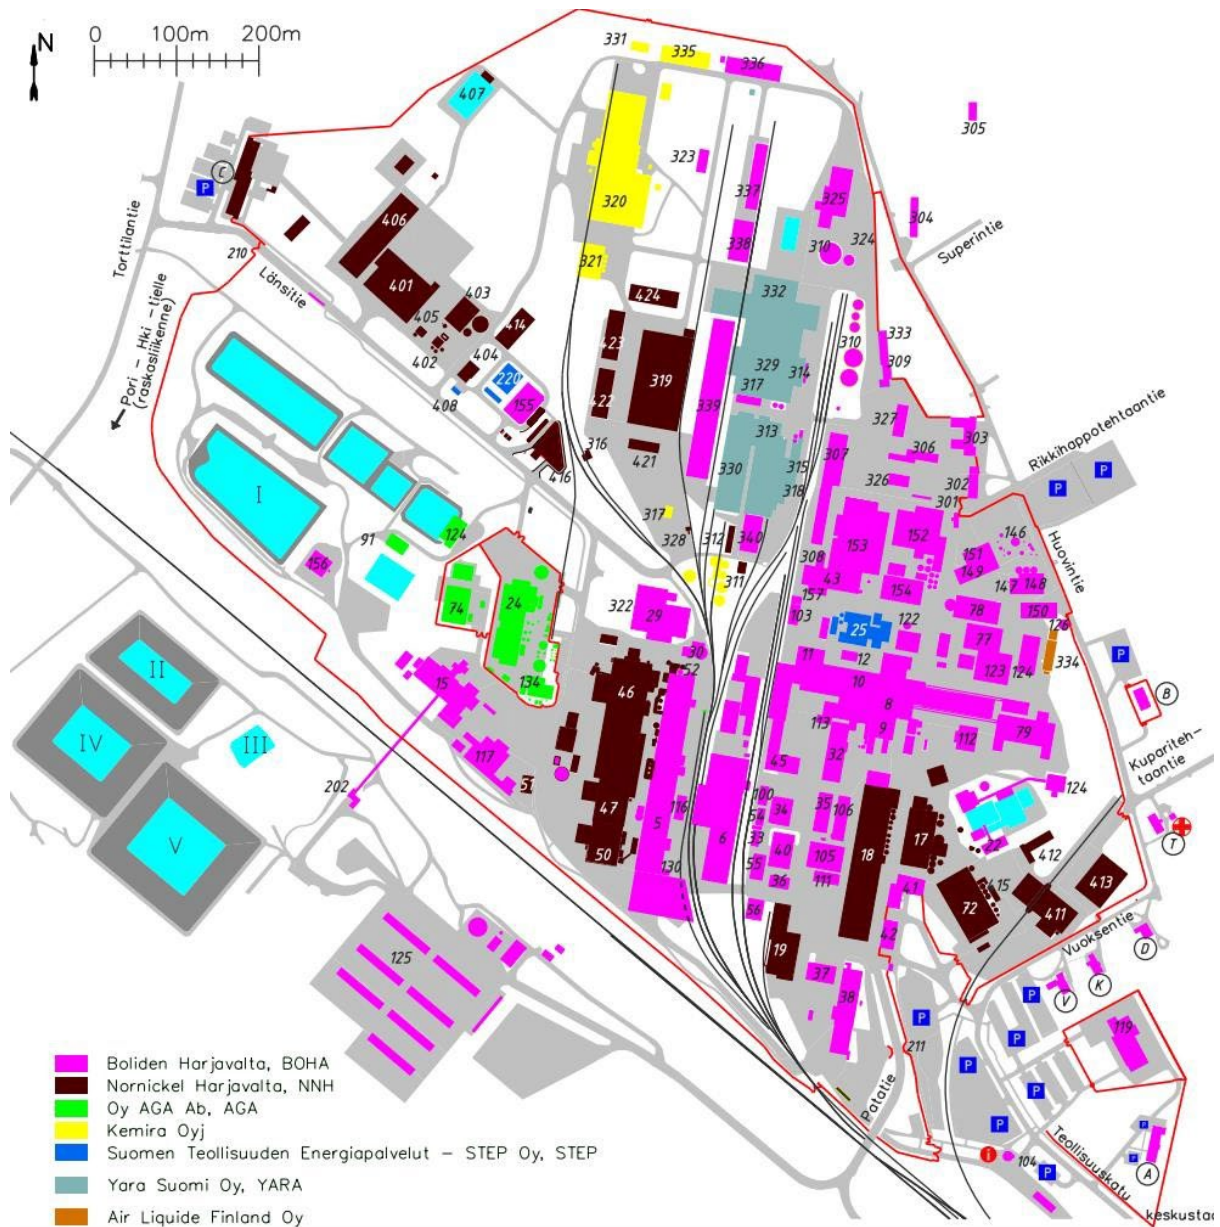 N
0 100m 200m
331
335
336
407
305
C
P
323
337
325
304
320
406
338
310
324
Superintie
210
Torttilantie
Länsitie
321
401
403
424
332
405
414
423
310
333
Pori - Hki -tielle
(raskasliikenne)
402
404
319
329
314
309
220
408
155
422
339
317
327
313
303
Rikkihappotehtaantie
416
316
421
306
330
315
307
326
302
P
P
I
318
301
317
124
328
312
340
152
146
Huovintie
91
153
151
156
311
308
149
43
154
147
148
74
24
322
29
157
103
78
150
122
126
25
77
334
30
II
52
11
12
123
124
P
134
15
46
10
B
8
IV
III
113
9
79
117
32
112
Kuparitehtaantie
45
202
51
47
116
100
124
V
5
54
34
35
106
17
33
22
T
6
40
412
50
55
105
18
130
36
111
41
415
413
72
56
411
42
Vuoksentie
D
125
19
37
K
V
38
P
P
119
211
P
P
Patatie
P
P
P
Teollisuuskatu
P
i
104
P
A
keskusta
Boliden Harjavalta, BOHA
Nornickel Harjavalta, NNH
Oy AGA Ab, AGA
Kemira Oyj
Suomen Teollisuuden Energiapalvelut - STEP Oy, STEP
Yara Suomi Oy, YARA
Air Liquide Finland Oy